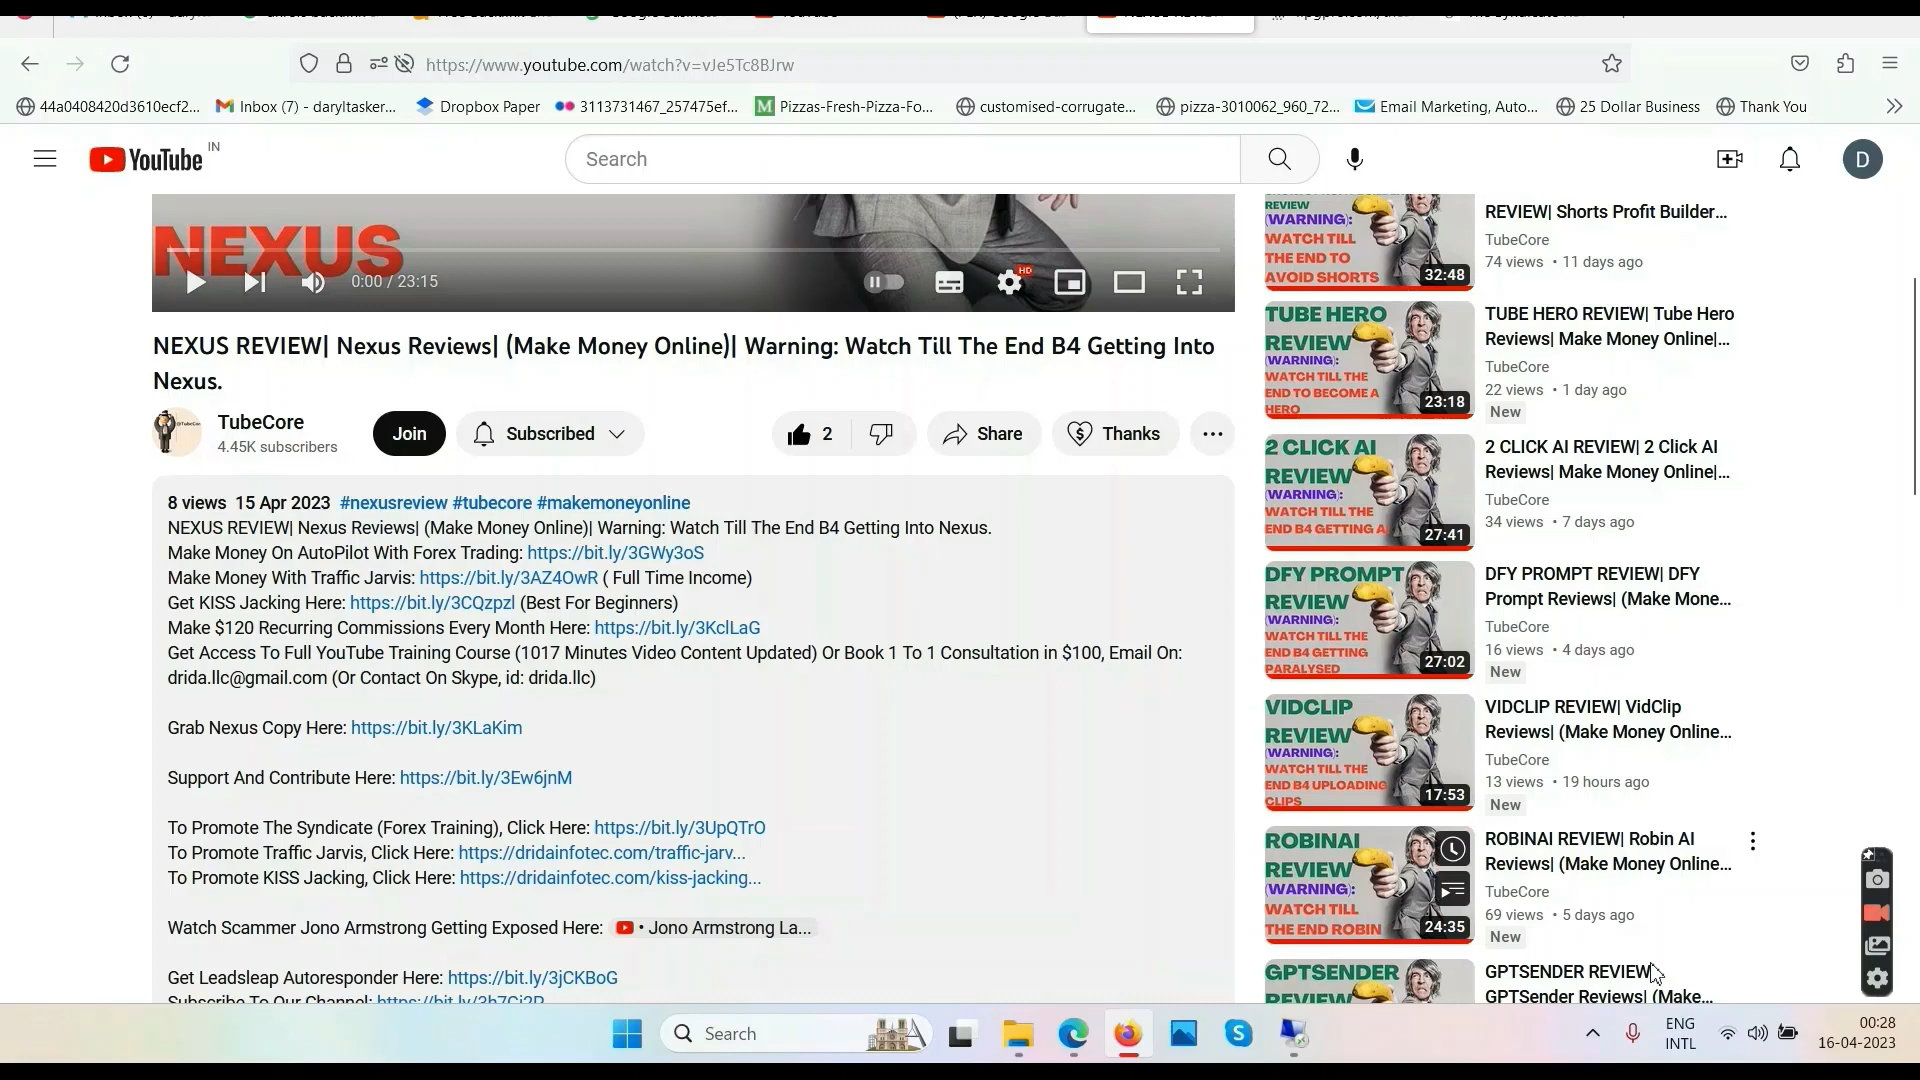 https://www.youtube.com/watch?v=vJe5Tc8BJrw
44a0408420d3610ecf2...
Inbox (7) - daryltasker...
Dropbox Paper
3113731467_257475ef...
Pizzas-Fresh-Pizza-Fo...
customised-corrugate...
pizza-3010062_960_72...
Email Marketing, Auto...
25 Dollar Business
Thank You
YouTube IN
Search
D
NEXUS
0:00 / 23:15
HD
NEXUS REVIEW| Nexus Reviews| (Make Money Online)| Warning: Watch Till The End B4 Getting Into
Nexus.
TubeCore
4.45K subscribers
Join
Subscribed
2
Share
Thanks
8 views 15 Apr 2023 #nexusreview #tubecore #makemoneyonline
NEXUS REVIEW| Nexus Reviews| (Make Money Online)| Warning: Watch Till The End B4 Getting Into Nexus.
Make Money On AutoPilot With Forex Trading: https://bit.ly/3GWy3oS
Make Money With Traffic Jarvis: https://bit.ly/3AZ4OwR ( Full Time Income)
Get KISS Jacking Here: https://bit.ly/3CQzpzl (Best For Beginners)
Make $120 Recurring Commissions Every Month Here: https://bit.ly/3KclLaG
Get Access To Full YouTube Training Course (1017 Minutes Video Content Updated) Or Book 1 To 1 Consultation in $100, Email On:
drida.llc@gmail.com (Or Contact On Skype, id: drida.llc)
Grab Nexus Copy Here: https://bit.ly/3KLaKim
Support And Contribute Here: https://bit.ly/3Ew6jnM
To Promote The Syndicate (Forex Training), Click Here: https://bit.ly/3UpQTrO
To Promote Traffic Jarvis, Click Here: https://dridainfotec.com/traffic-jarv...
To Promote KISS Jacking, Click Here: https://dridainfotec.com/kiss-jacking...
Watch Scammer Jono Armstrong Getting Exposed Here: • Jono Armstrong La...
Get Leadsleap Autoresponder Here: https://bit.ly/3jCKBoG
Subscribe To Our Channel: https://bit.ly/3h7Gi2P
REVIEW
(WARNING):
WATCH TILL
THE END TO
AVOID SHORTS
32:48
REVIEW| Shorts Profit Builder...
TubeCore
74 views • 11 days ago
TUBE HERO
REVIEW
(WARNING):
WATCH TILL THE
END TO BECOME A
HERO
23:18
TUBE HERO REVIEW| Tube Hero
Reviews| Make Money Online|...
TubeCore
22 views • 1 day ago
New
2 CLICK AI
REVIEW
(WARNING):
WATCH TILL THE
END B4 GETTING A
27:41
2 CLICK AI REVIEW| 2 Click AI
Reviews| Make Money Online|...
TubeCore
34 views • 7 days ago
DFY PROMPT
REVIEW
(WARNING):
WATCH TILL THE
END B4 GETTING
PARALYSED
27:02
DFY PROMPT REVIEW| DFY
Prompt Reviews| (Make Mone...
TubeCore
16 views • 4 days ago
New
VIDCLIP
REVIEW
(WARNING):
WATCH TILL THE
END B4 UPLOADING
CLIPS
17:53
VIDCLIP REVIEW| VidClip
Reviews| (Make Money Online...
TubeCore
13 views • 19 hours ago
New
ROBINAI
REVIEW
(WARNING):
WATCH TILL
THE END ROBIN
24:35
ROBINAI REVIEW| Robin AI
Reviews| (Make Money Online...
TubeCore
69 views • 5 days ago
New
GPTSENDER
REVIEW
GPTSENDER REVIEW|
GPTSender Reviews| (Make...
Search
ENG
INTL
00:28
16-04-2023